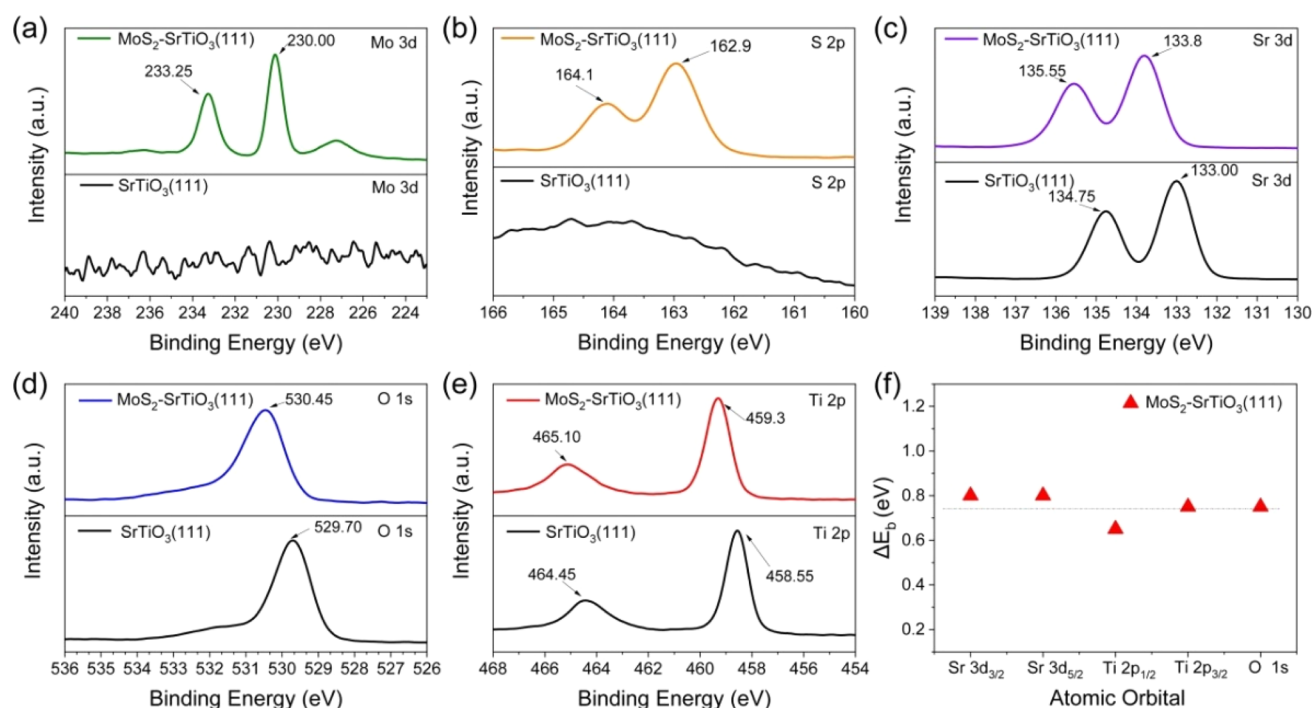 (a)
MoS₂-SrTiO₃(111) Mo 3d
230.00
233.25
SrTiO₃(111) Mo 3d
Intensity (a.u.)
240 238 236 234 232 230 228 226 224
Binding Energy (eV)
(b)
MoS₂-SrTiO₃(111) S 2p
162.9
164.1
SrTiO₃(111) S 2p
Intensity (a.u.)
166 165 164 163 162 161 160
Binding Energy (eV)
(c)
MoS₂-SrTiO₃(111) Sr 3d
133.8
135.55
SrTiO₃(111) Sr 3d
133.00
134.75
Intensity (a.u.)
139 138 137 136 135 134 133 132 131 130
Binding Energy (eV)
(d)
MoS₂-SrTiO₃(111) O 1s
530.45
SrTiO₃(111) O 1s
529.70
Intensity (a.u.)
536 535 534 533 532 531 530 529 528 527 526
Binding Energy (eV)
(e)
MoS₂-SrTiO₃(111) Ti 2p
459.3
465.10
SrTiO₃(111) Ti 2p
464.45
458.55
Intensity (a.u.)
468 466 464 462 460 458 456 454
Binding Energy (eV)
(f)
MoS₂-SrTiO₃(111)
1.2
1.0
0.8
0.6
0.4
0.2
ΔE_b (eV)
Sr 3d₃/₂ Sr 3d₅/₂ Ti 2p₁/₂ Ti 2p₃/₂ O 1s
Atomic Orbital